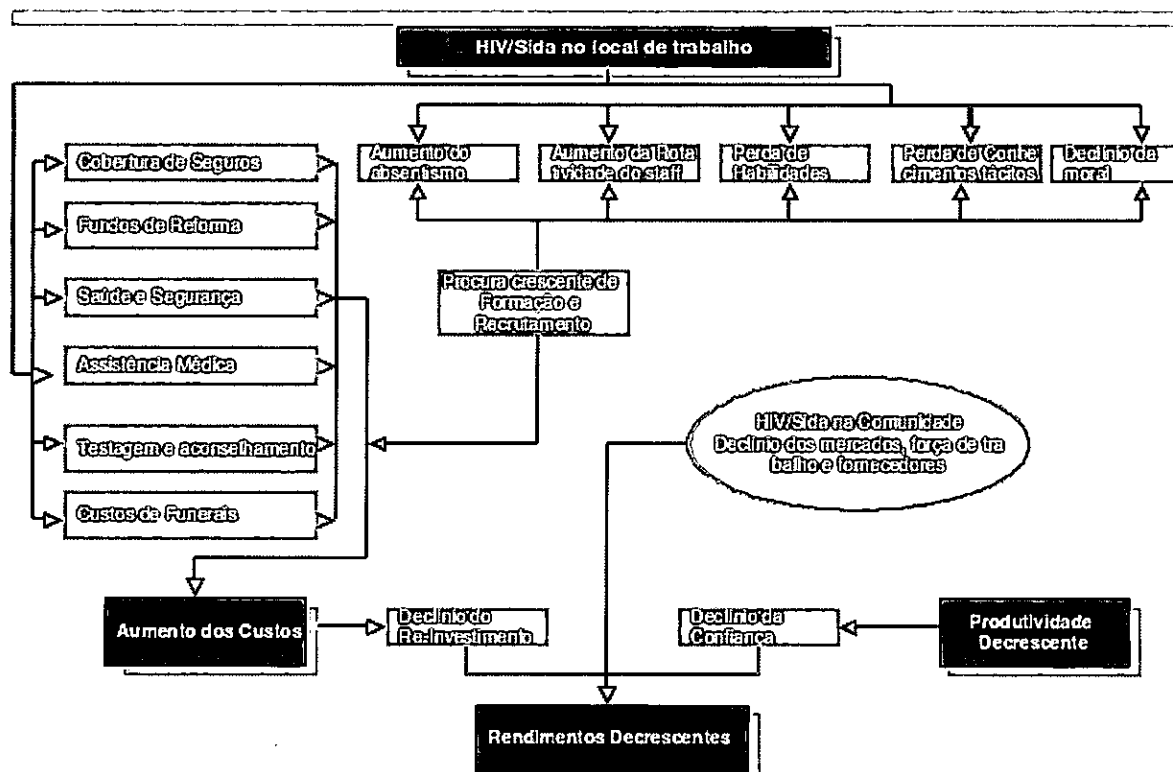 HIV/Sida no local de trabalho
Aumento do
absentismo
Aumento da Rota
tividade do staff
Perda de
Habilidades
Perda de Conhe
cimentos tácitos
Declínio da
moral
Cobertura de Seguros
Fundos de Reforma
Saúde e Segurança
Assistência Médica
Testagem e aconselhamento
Custos de Funerais
Procura crescente de
Formação e
Recrutamento
HIV/Sida na Comunidade
Declínio dos mercados, força de tra
balho e fornecedores
Aumento dos Custos
Declínio do
Re-Investimento
Declínio da
Confiança
Produtividade
Decrescente
Rendimentos Decrescentes